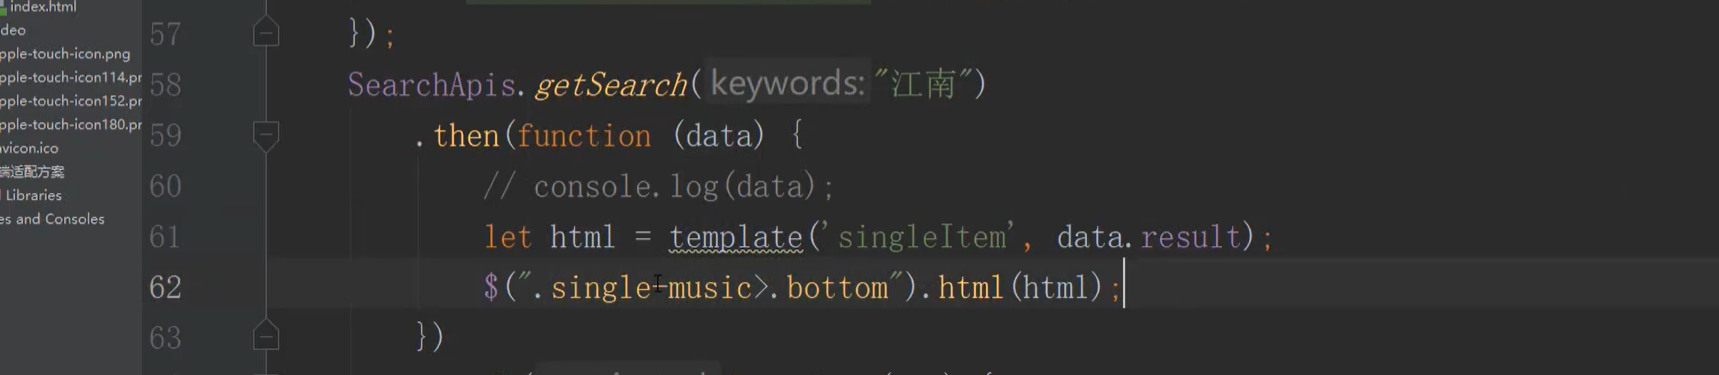 index.html
deo
pple-touch-icon.png
pple-touch-icon114.pr
pple-touch-icon152.pr
pple-touch-icon180.pr
avicon.ico
端适配方案
l Libraries
es and Consoles
57 });
58 SearchApis.getSearch( keywords: "江南")
59 .then(function (data) {
60 // console.log(data);
61 let html = template('singleItem', data.result);
62 $(".single-music>.bottom").html(html);
63 })